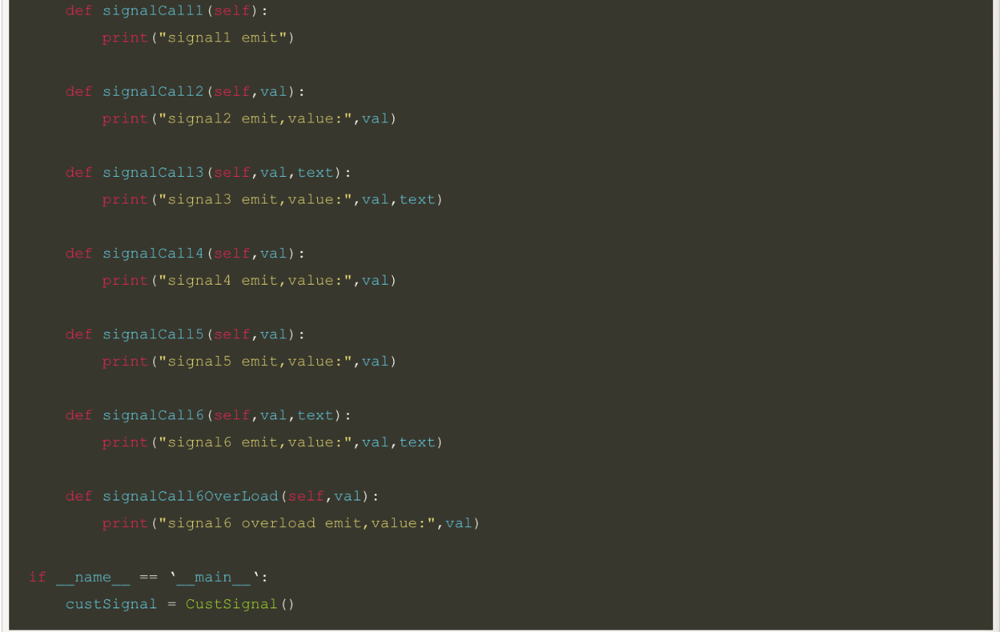 def signalCall1(self):
print("signal1 emit")
def signalCall2(self,val):
print("signal2 emit,value:",val)
def signalCall3(self,val,text):
print("signal3 emit,value:",val,text)
def signalCall4(self,val):
print("signal4 emit,value:",val)
def signalCall5(self,val):
print("signal5 emit,value:",val)
def signalCall6(self,val,text):
print("signal6 emit,value:",val,text)
def signalCall6OverLoad(self,val):
print("signal6 overload emit,value:",val)
if __name__ == ‵__main__‵:
custSignal = CustSignal()